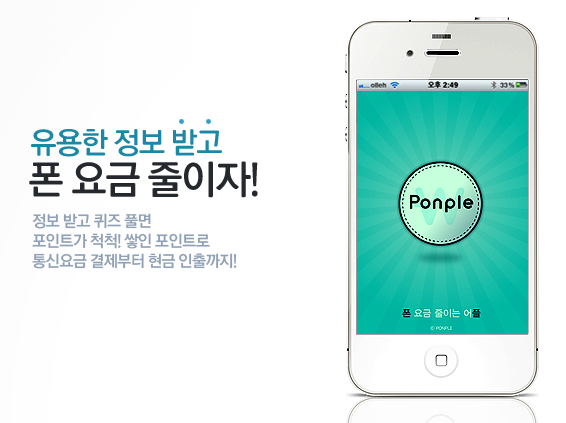 유용한 정보 받고
폰 요금 줄이자!
정보 받고 퀴즈 풀면
포인트가 척척! 쌓인 포인트로
통신요금 결제부터 현금 인출까지!
olleh 오후 2:49 33%
Ponple
폰 요금 줄이는 어플
© PONPLE